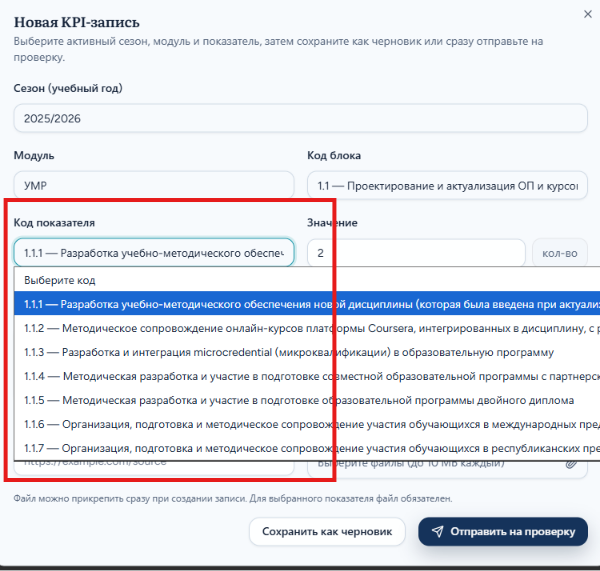 Новая KPI-запись
Выберите активный сезон, модуль и показатель, затем сохраните как черновик или сразу отправьте на
проверку.
Сезон (учебный год)
2025/2026
Модуль
Код блока
УМР
1.1 — Проектирование и актуализация ОП и курсо
Код показателя
Значение
1.1.1 — Разработка учебно-методического обеспеч
2
кол-во
Выберите код
1.1.1 — Разработка учебно-методического обеспечения новой дисциплины (которая была введена при актуализ
1.1.2 — Методическое сопровождение онлайн-курсов платформы Coursera, интегрированных в дисциплину, с р
1.1.3 — Разработка и интеграция microcredential (микроквалификации) в образовательную программу
1.1.4 — Методическая разработка и участие в подготовке совместной образовательной программы с партнерск
1.1.5 — Методическая разработка и участие в подготовке образовательной программы двойного диплома
1.1.6 — Организация, подготовка и методическое сопровождение участия обучающихся в международных пред
1.1.7 — Организация, подготовка и методическое сопровождение участия обучающихся в республиканских пре
https://example.com/source
Выберите файлы (до 10 МБ каждый)
Файл можно прикрепить сразу при создании записи. Для выбранного показателя файл обязателен.
Сохранить как черновик
Отправить на проверку